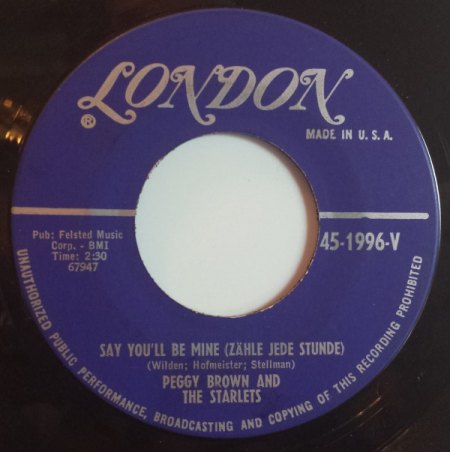 LONDON
®
MADE IN U.S.A.
Pub: Felsted Music
Corp. - BMI
Time: 2:30
67947
45-1996-V
SAY YOU'LL BE MINE (ZÄHLE JEDE STUNDE)
(Wilden; Hofmeister; Stellman)
PEGGY BROWN AND
THE STARLETS
UNAUTHORIZED PUBLIC PERFORMANCE, BROADCASTING AND COPYING OF THIS RECORDING PROHIBITED